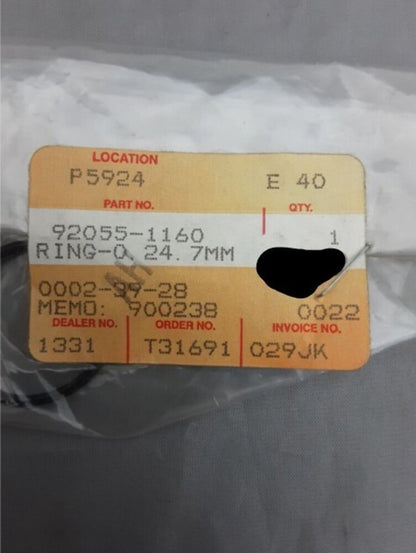 LOCATION
P5924 E 40
PART NO. QTY.
92055-1160 1
RING-O 24.7MM
0002-99-28
MEMO: 900238 0022
DEALER NO. ORDER NO. INVOICE NO.
1331 T31691 029JK